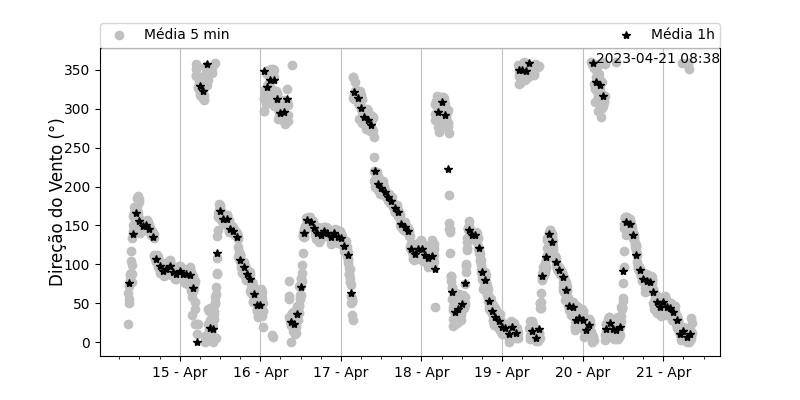 Média 5 min
Média 1h
2023-04-21 08:38
Direção do Vento (°)
350
300
250
200
150
100
50
0
15 - Apr
16 - Apr
17 - Apr
18 - Apr
19 - Apr
20 - Apr
21 - Apr